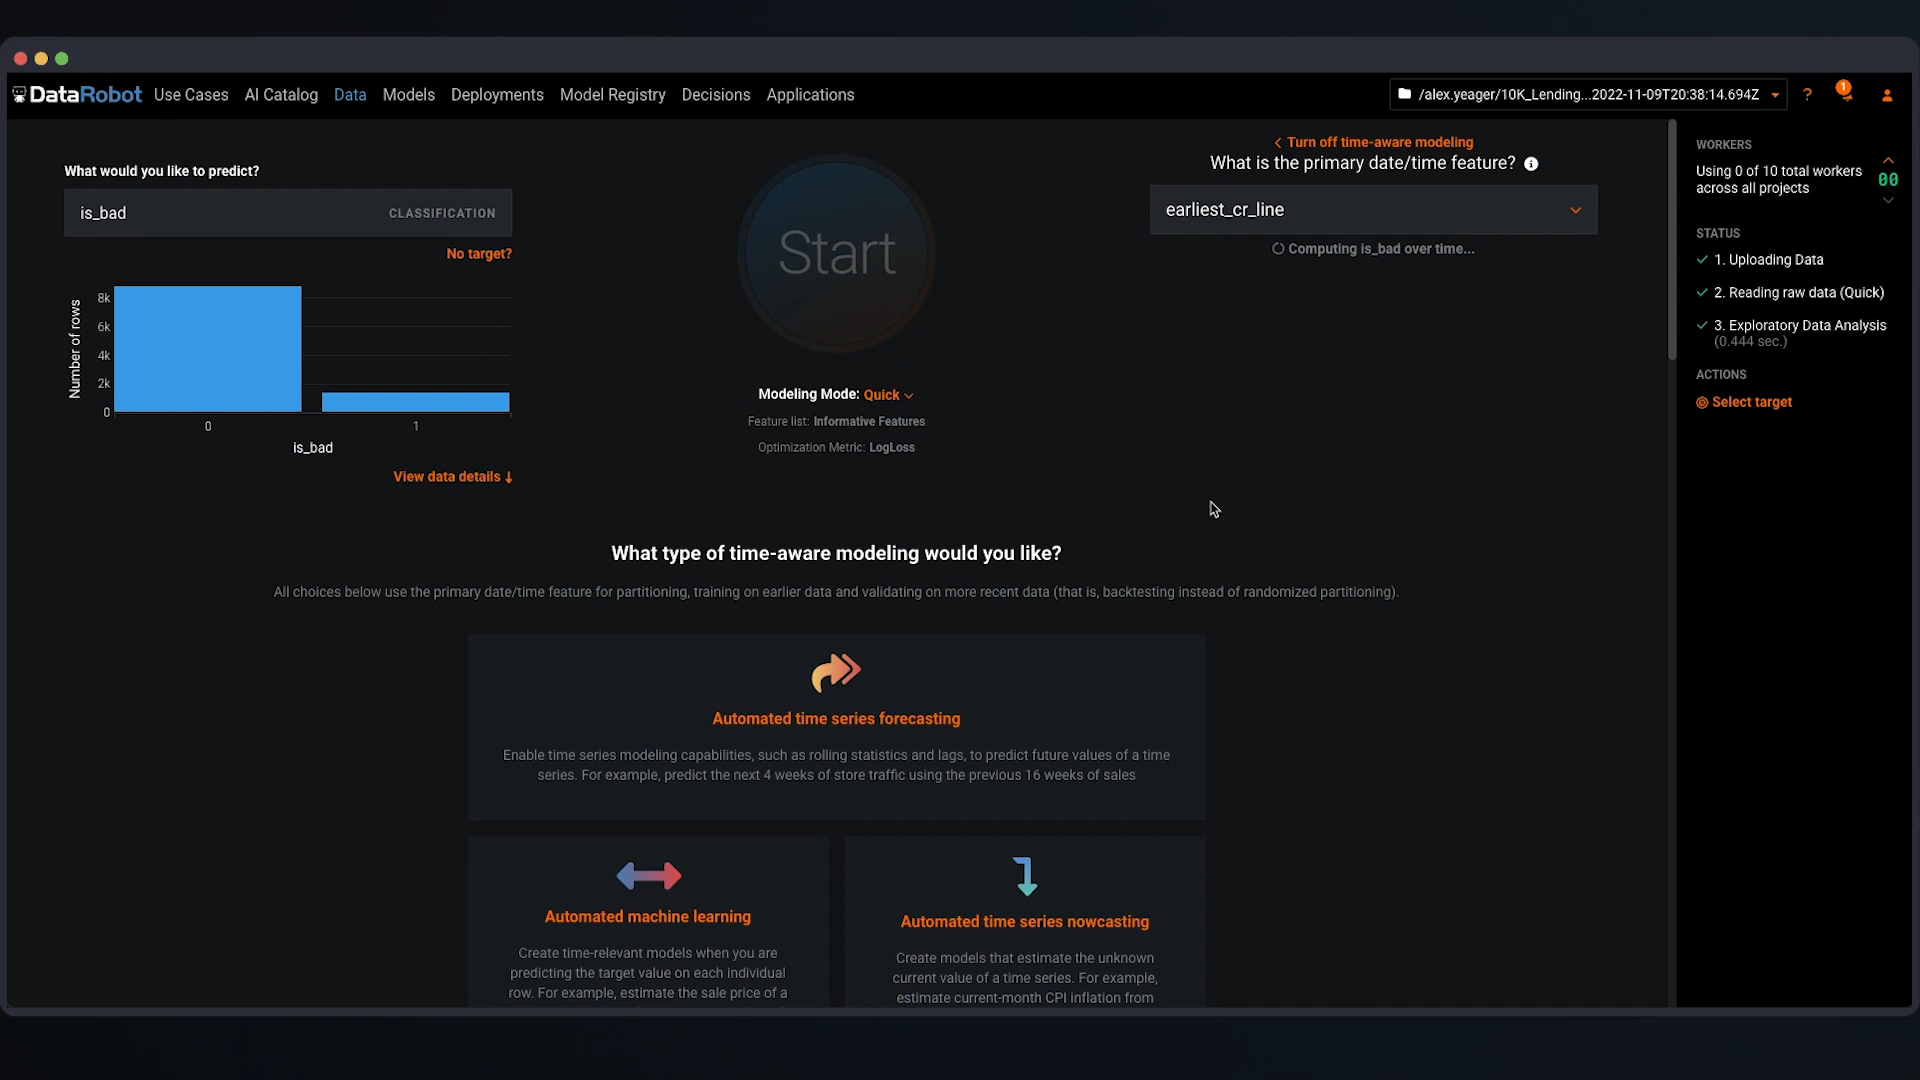 DataRobot Use Cases AI Catalog Data Models Deployments Model Registry Decisions Applications
/alex.yeager/10K_Lending...2022-11-09T20:38:14.694Z
?
1
What would you like to predict?
is_bad CLASSIFICATION
No target?
Number of rows
8k
6k
4k
2k
0
0 1
is_bad
View data details
Start
Modeling Mode: Quick
Feature list: Informative Features
Optimization Metric: LogLoss
Turn off time-aware modeling
What is the primary date/time feature?
earliest_cr_line
Computing is_bad over time...
What type of time-aware modeling would you like?
All choices below use the primary date/time feature for partitioning, training on earlier data and validating on more recent data (that is, backtesting instead of randomized partitioning).
Automated time series forecasting
Enable time series modeling capabilities, such as rolling statistics and lags, to predict future values of a time
series. For example, predict the next 4 weeks of store traffic using the previous 16 weeks of sales
Automated machine learning
Create time-relevant models when you are
predicting the target value on each individual
row. For example, estimate the sale price of a
Automated time series nowcasting
Create models that estimate the unknown
current value of a time series. For example,
estimate current-month CPI inflation from
WORKERS
Using 0 of 10 total workers
across all projects
00
STATUS
1. Uploading Data
2. Reading raw data (Quick)
3. Exploratory Data Analysis
(0.444 sec.)
ACTIONS
Select target